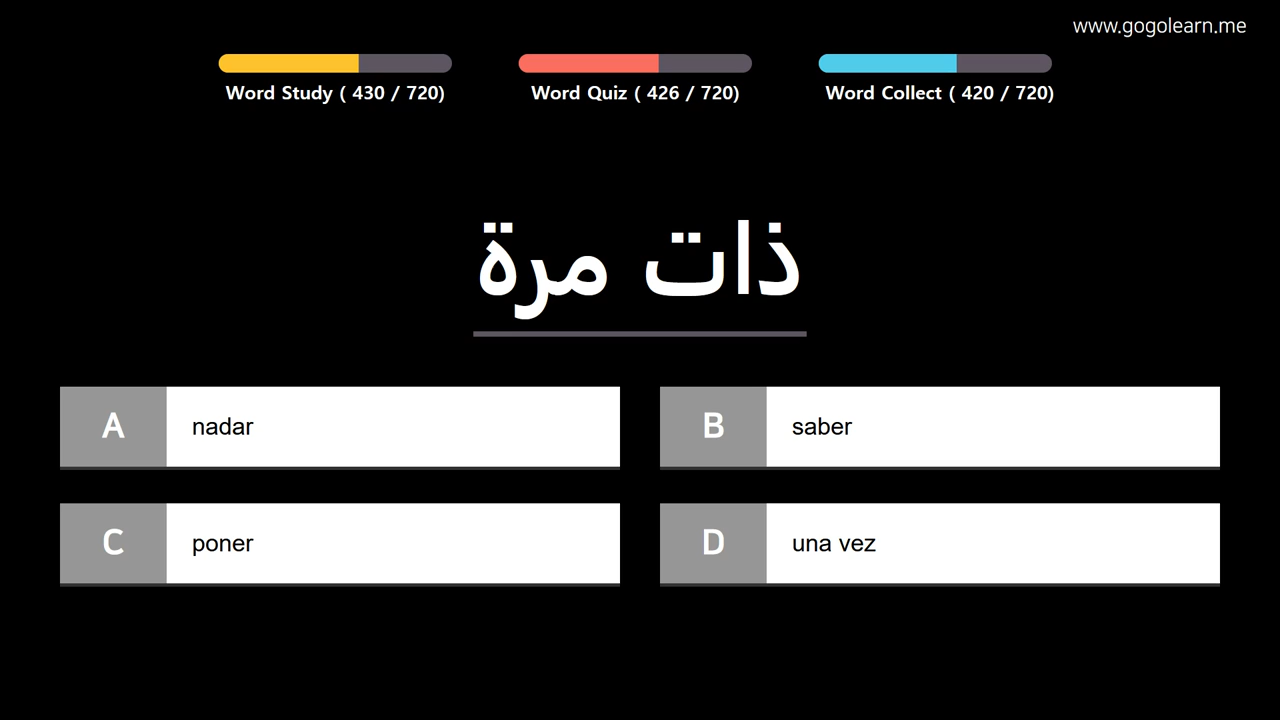 www.gogolearn.me
Word Study ( 430 / 720)
Word Quiz ( 426 / 720)
Word Collect ( 420 / 720)
ذات مرة
A nadar
B saber
C poner
D una vez